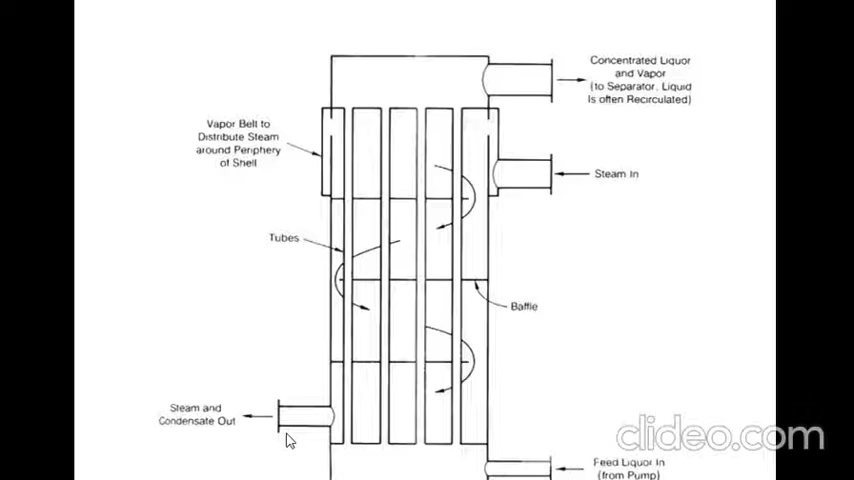 Concentrated Liquor
and Vapor
(to Separator. Liquid
Is often Recirculated)
Vapor Belt to
Distribute Steam
around Periphery
of Shell
Steam In
Tubes
Baffle
Steam and
Condensate Out
clideo.com
Feed Liquor In
(from Pump)